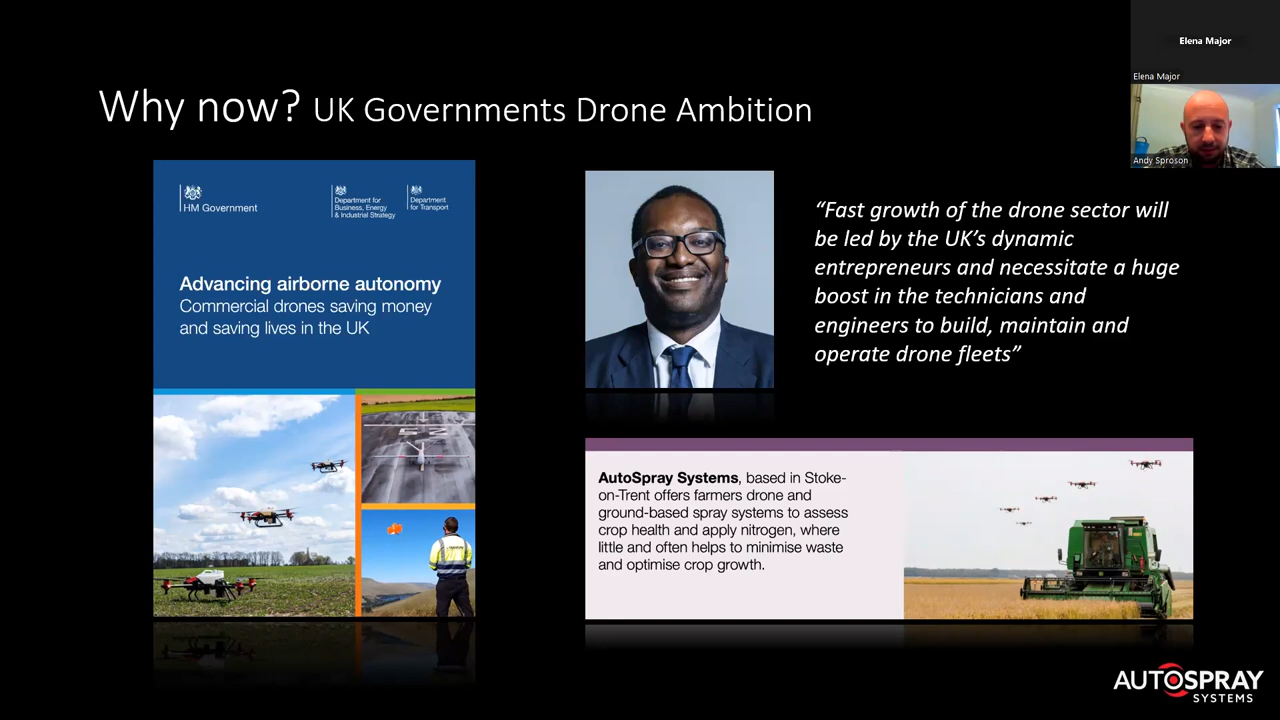 Elena Major
Elena Major
Andy Sproson
Why now? UK Governments Drone Ambition
HM Government
Department for
Business, Energy
& Industrial Strategy
Department
for Transport
Advancing airborne autonomy
Commercial drones saving money
and saving lives in the UK
“Fast growth of the drone sector will
be led by the UK’s dynamic
entrepreneurs and necessitate a huge
boost in the technicians and
engineers to build, maintain and
operate drone fleets”
AutoSpray Systems, based in Stoke-
on-Trent offers farmers drone and
ground-based spray systems to assess
crop health and apply nitrogen, where
little and often helps to minimise waste
and optimise crop growth.
AUTOSPRAY
SYSTEMS